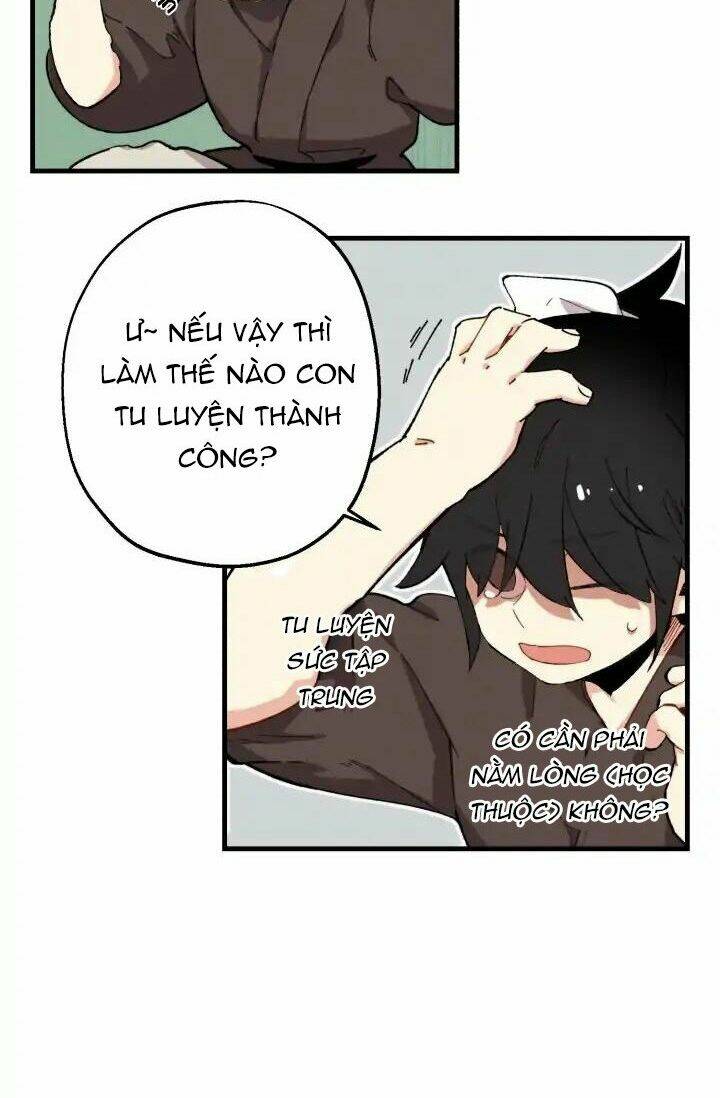 Ư~ NẾU VẬY THÌ
LÀM THẾ NÀO CON
TU LUYỆN THÀNH
CÔNG?
TU LUYỆN
SỨC TẬP
TRUNG
CÓ CẦN PHẢI
NẰM LÒNG (HỌC
THUỘC) KHÔNG?